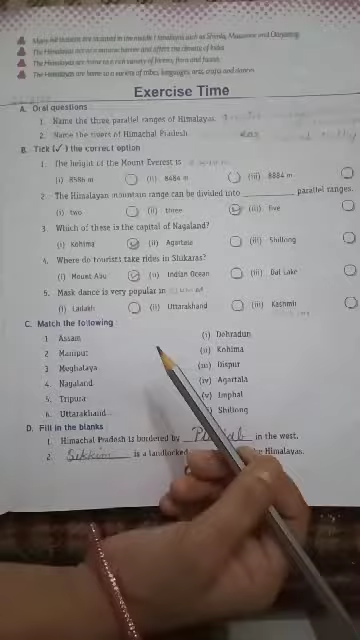 Many hill stations are located in the middle Himalayas such as Shimla, Mussoorie and Darjeeling.
The Himalayas act as a natural barrier and affect the climate of India.
The Himalayas are home to a rich variety of forests, flora and fauna.
The Himalayas are home to a variety of tribes, languages, arts, crafts and dances.
Exercise Time
A. Oral questions
1. Name the three parallel ranges of Himalayas.
2. Name the rivers of Himachal Pradesh
B. Tick (✓) the correct option
1. The height of the Mount Everest is
(i) 8586 m (ii) 8484 m (iii) 8884 m
2. The Himalayan mountain range can be divided into ________ parallel ranges.
(i) two (ii) three (iii) five
3. Which of these is the capital of Nagaland?
(i) Kohima (ii) Agartala (iii) Shillong
4. Where do tourists take rides in Shikaras?
(i) Mount Abu (ii) Indian Ocean (iii) Dal Lake
5. Mask dance is very popular in
(i) Ladakh (ii) Uttarakhand (iii) Kashmir
C. Match the following :
1. Assam (i) Dehradun
2. Manipur (ii) Kohima
3. Meghalaya (iii) Dispur
4. Nagaland (iv) Agartala
5. Tripura (v) Imphal
6. Uttarakhand Shillong
D. Fill in the blanks :
1. Himachal Pradesh is bordered by Punjab in the west.
2. Sikkim is a landlocked Himalayas.